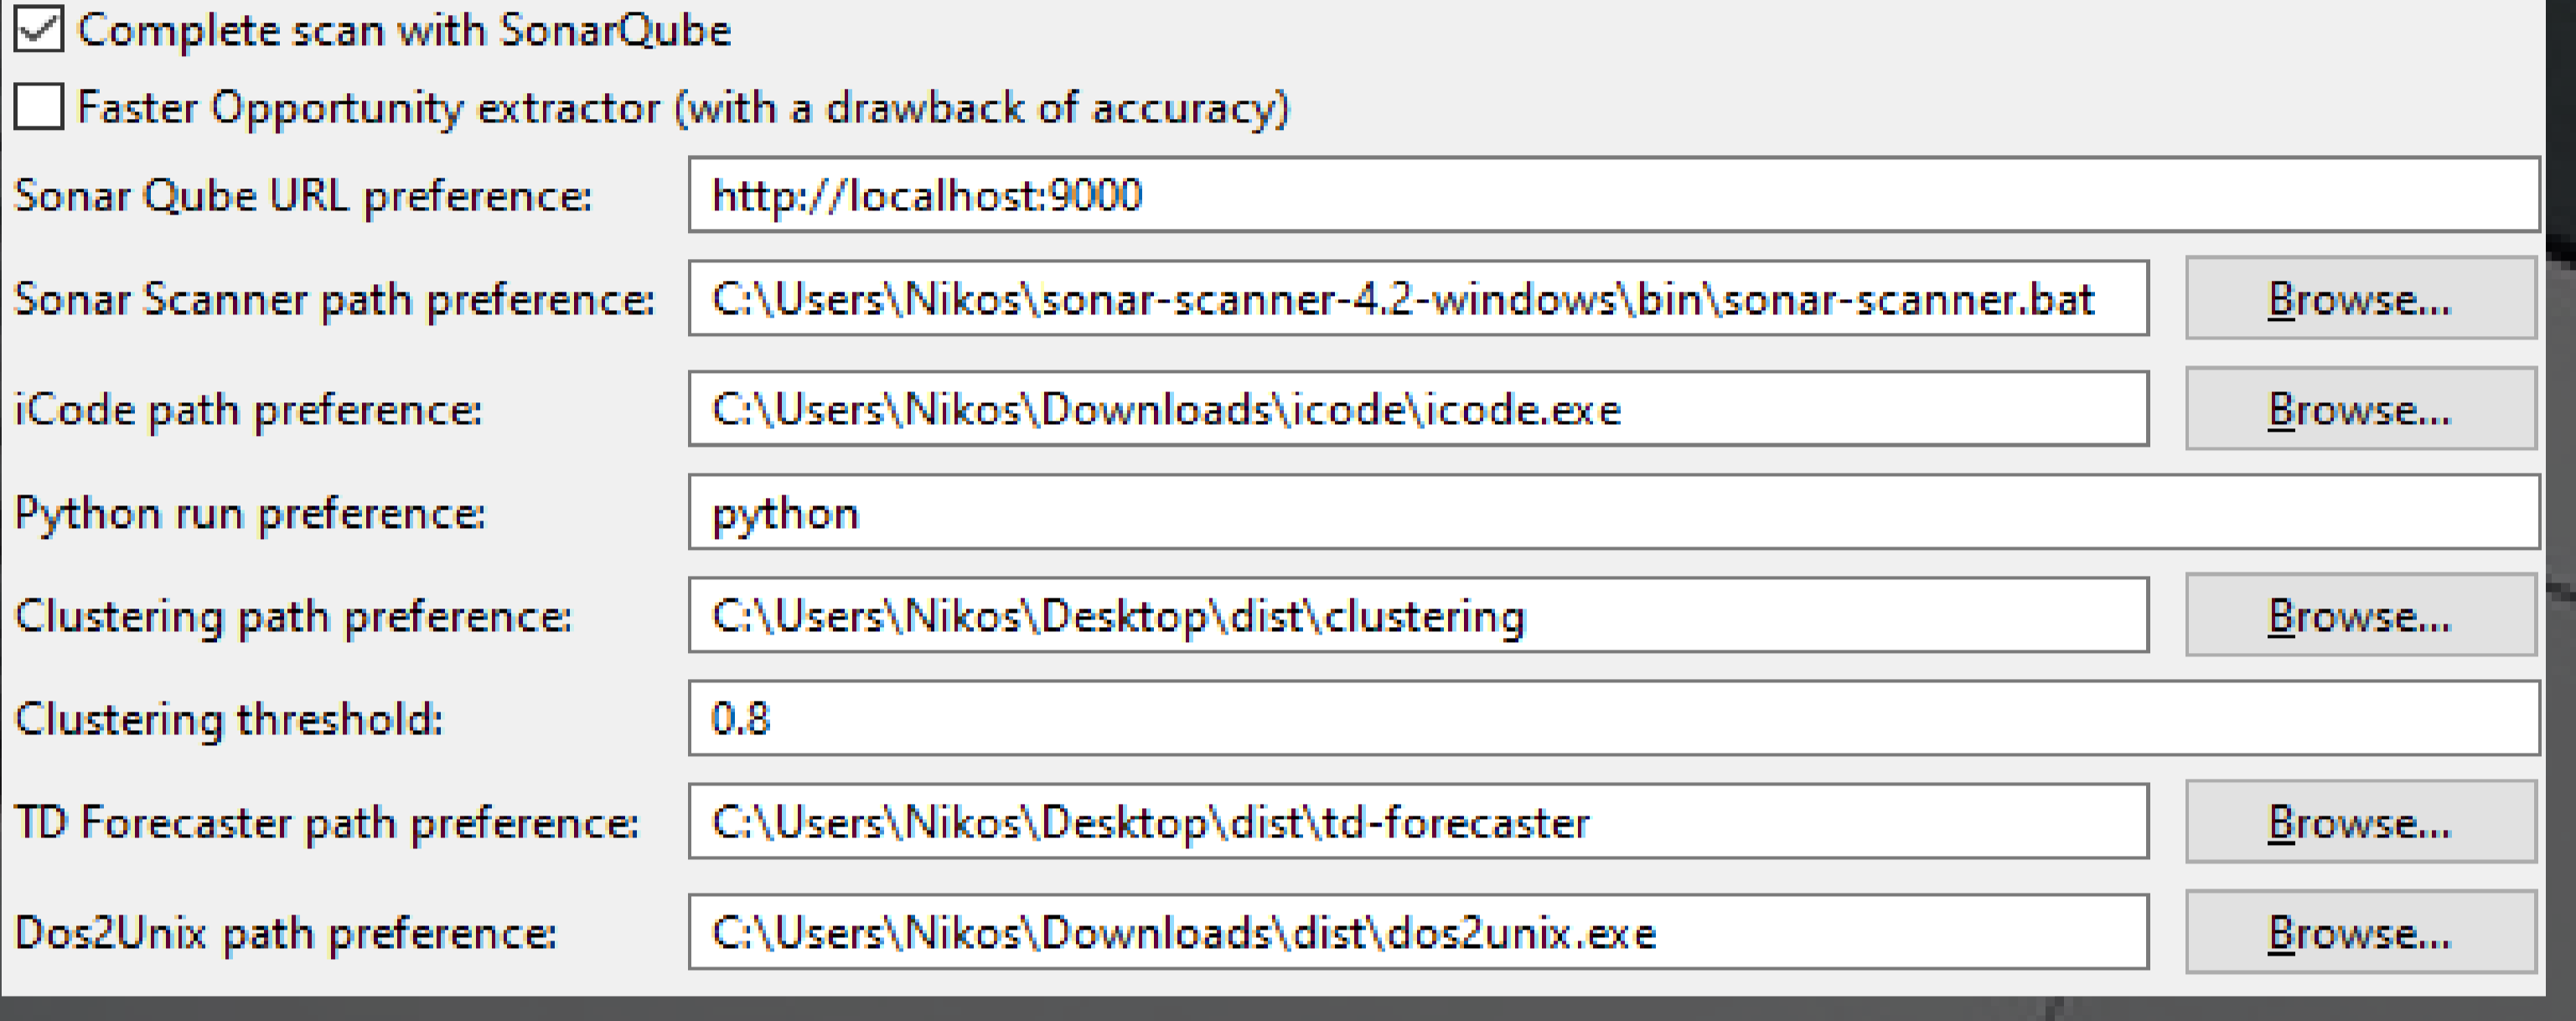 Complete scan with SonarQube
Faster Opportunity extractor (with a drawback of accuracy)
Sonar Qube URL preference: http://localhost:9000
Sonar Scanner path preference: C:\Users\Nikos\sonar-scanner-4.2-windows\bin\sonar-scanner.bat Browse...
iCode path preference: C:\Users\Nikos\Downloads\icode\icode.exe Browse...
Python run preference: python
Clustering path preference: C:\Users\Nikos\Desktop\dist\clustering Browse...
Clustering threshold: 0.8
TD Forecaster path preference: C:\Users\Nikos\Desktop\dist\td-forecaster Browse...
Dos2Unix path preference: C:\Users\Nikos\Downloads\dist\dos2unix.exe Browse...